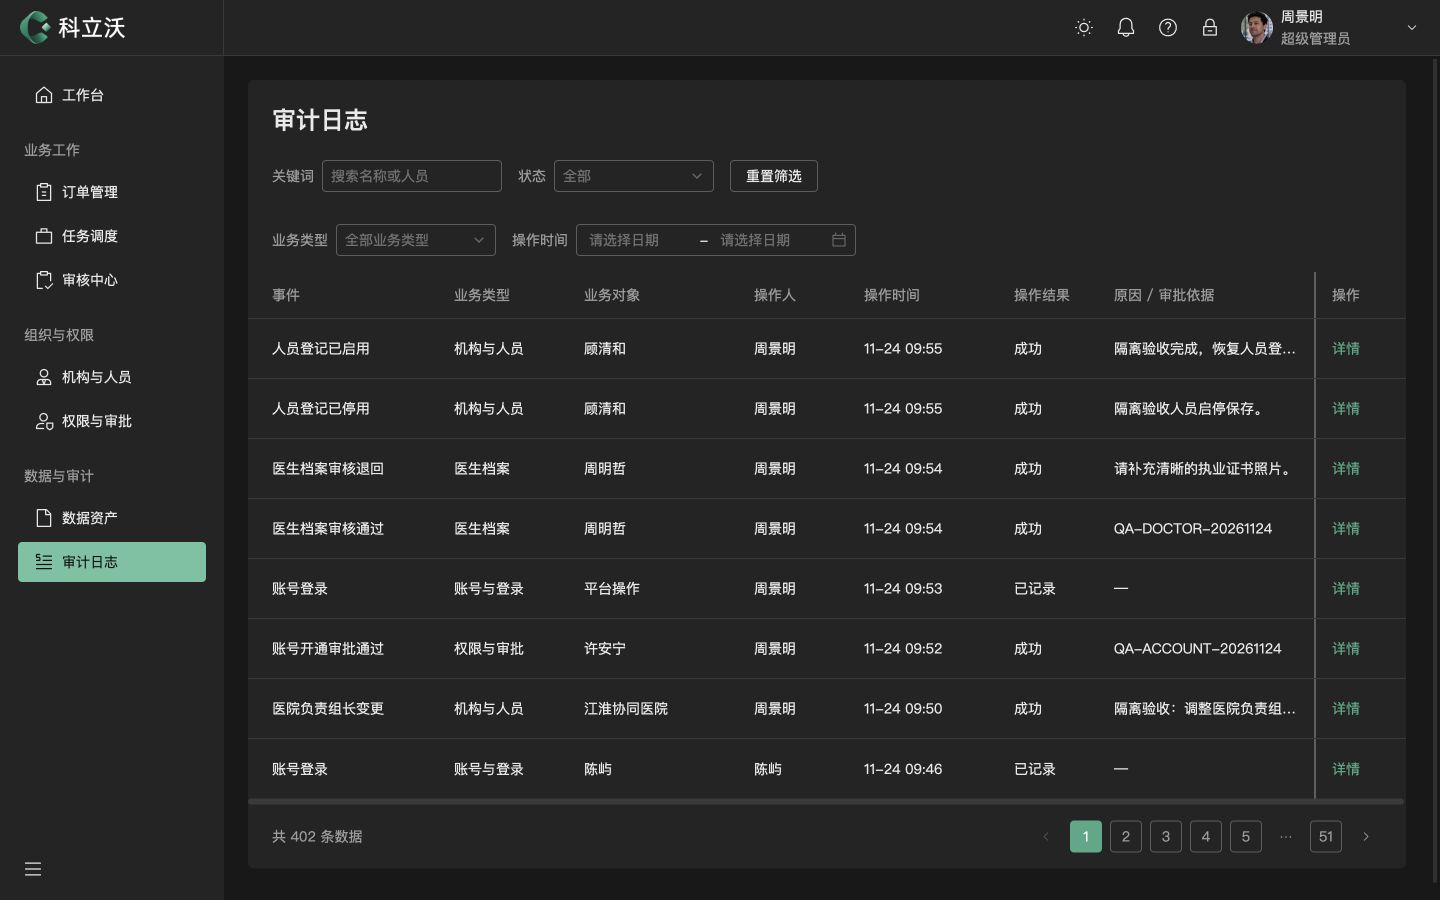 科立沃
周景明
超级管理员
工作台
业务工作
订单管理
任务调度
审核中心
组织与权限
机构与人员
权限与审批
数据与审计
数据资产
审计日志
审计日志
关键词 搜索名称或人员 状态 全部 重置筛选
业务类型 全部业务类型 操作时间 请选择日期 – 请选择日期
事件 业务类型 业务对象 操作人 操作时间 操作结果 原因 / 审批依据 操作
人员登记已启用 机构与人员 顾清和 周景明 11-24 09:55 成功 隔离验收完成，恢复人员登... 详情
人员登记已停用 机构与人员 顾清和 周景明 11-24 09:55 成功 隔离验收人员启停保存。 详情
医生档案审核退回 医生档案 周明哲 周景明 11-24 09:54 成功 请补充清晰的执业证书照片。 详情
医生档案审核通过 医生档案 周明哲 周景明 11-24 09:54 成功 QA-DOCTOR-20261124 详情
账号登录 账号与登录 平台操作 周景明 11-24 09:53 已记录 — 详情
账号开通审批通过 权限与审批 许安宁 周景明 11-24 09:52 成功 QA-ACCOUNT-20261124 详情
医院负责组长变更 机构与人员 江淮协同医院 周景明 11-24 09:50 成功 隔离验收：调整医院负责组... 详情
账号登录 账号与登录 陈屿 陈屿 11-24 09:46 已记录 — 详情
共 402 条数据 1 2 3 4 5 ··· 51